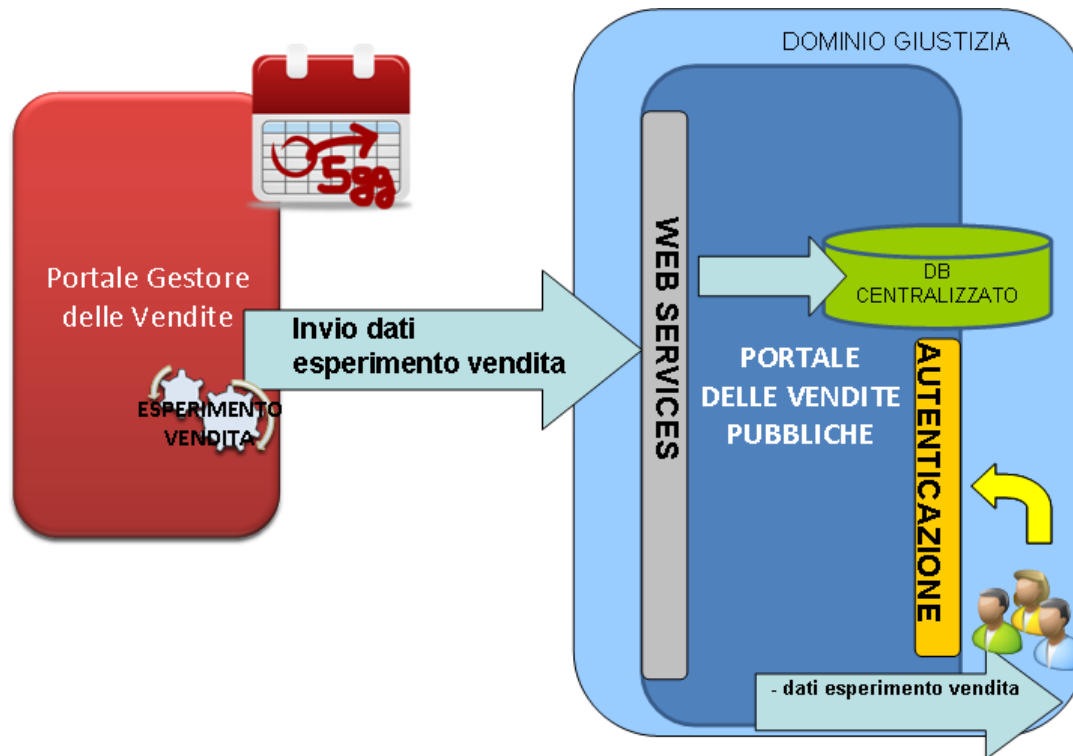 DOMINIO GIUSTIZIA
5gg
Portale Gestore
delle Vendite
ESPERIMENTO
VENDITA
Invio dati
esperimento vendita
WEB SERVICES
DB
CENTRALIZZATO
PORTALE
DELLE VENDITE
PUBBLICHE
AUTENTICAZIONE
- dati esperimento vendita